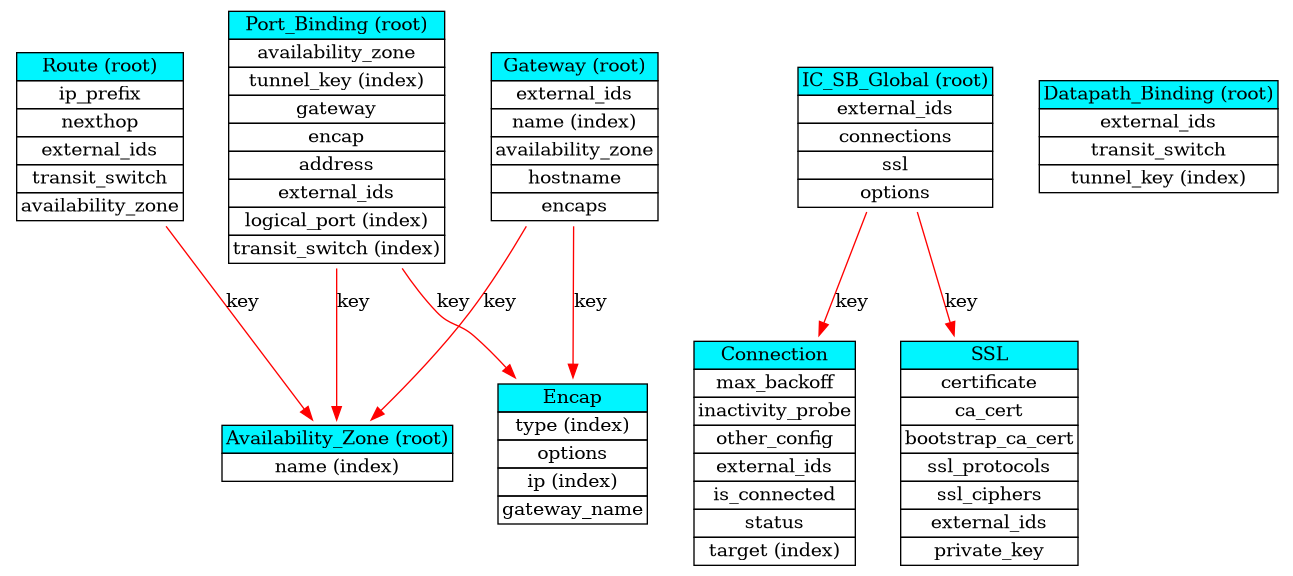 Route (root)
ip_prefix
nexthop
external_ids
transit_switch
availability_zone
Port_Binding (root)
availability_zone
tunnel_key (index)
gateway
encap
address
external_ids
logical_port (index)
transit_switch (index)
Gateway (root)
external_ids
name (index)
availability_zone
hostname
encaps
IC_SB_Global (root)
external_ids
connections
ssl
options
Datapath_Binding (root)
external_ids
transit_switch
tunnel_key (index)
key
key
key
key
key
key
key
Availability_Zone (root)
name (index)
Encap
type (index)
options
ip (index)
gateway_name
Connection
max_backoff
inactivity_probe
other_config
external_ids
is_connected
status
target (index)
SSL
certificate
ca_cert
bootstrap_ca_cert
ssl_protocols
ssl_ciphers
external_ids
private_key